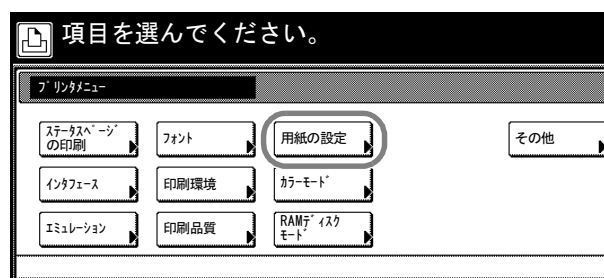 項目を選んでください。
プリンタメニュー
ステータスページ
の印刷
フォント
用紙の設定
その他
インタフェース
印刷環境
カラーモード
エミュレーション
印刷品質
RAMディスク
モード